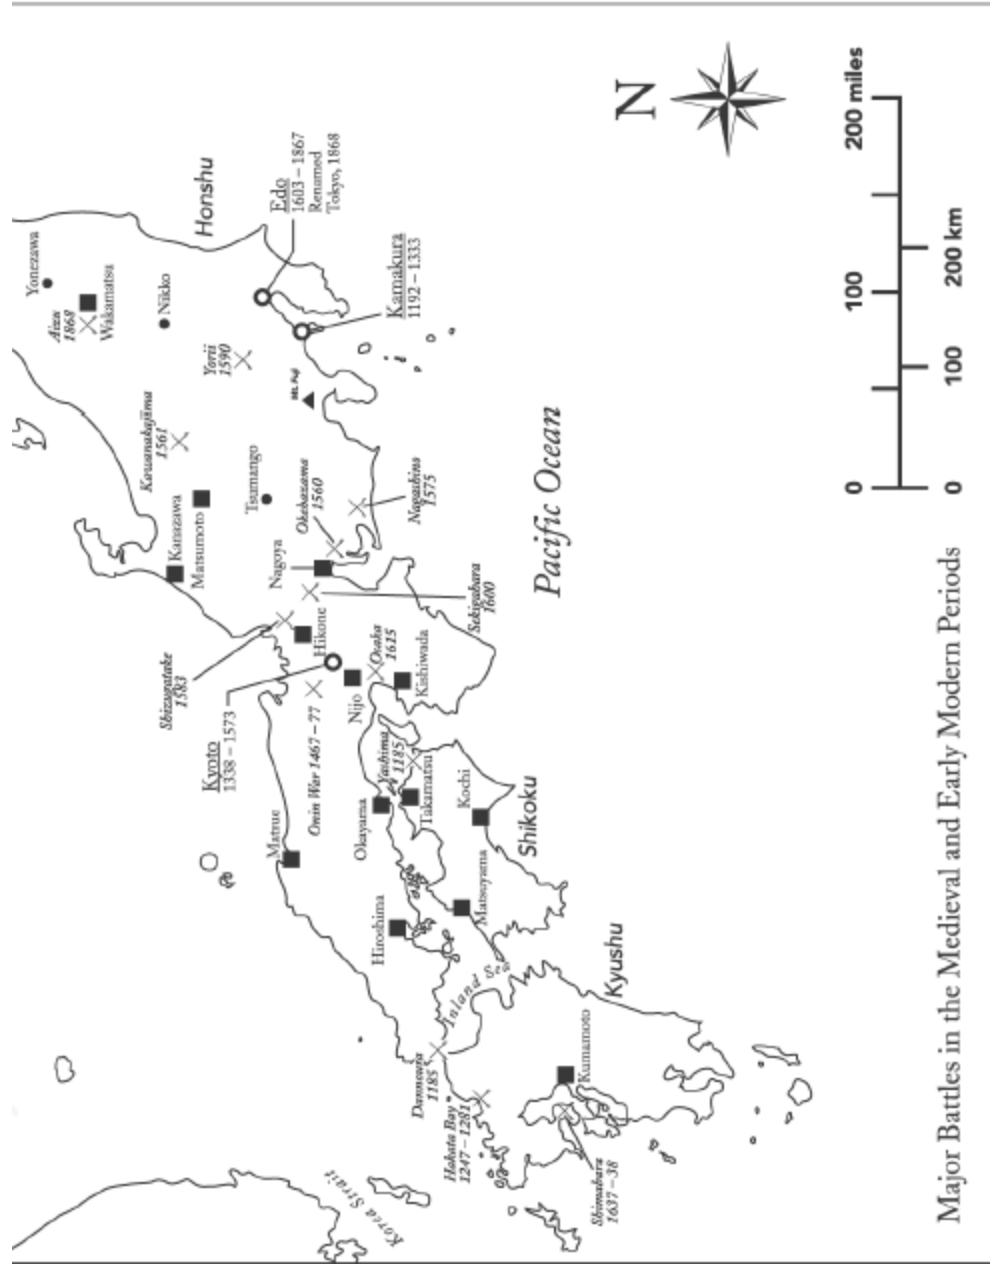 Yonezawa
Aizu
1868
Wakamatsu
Nikko
Honshu
Edo
1603 – 1867
Renamed
Tokyo, 1868
Kamakura
1192 – 1333
Yorii
1590
Mt. Fuji
Kawanakajima
1561
Kanazawa
Matsumoto
Tsumango
Okehazama
1560
Nagashino
1575
Nagoya
Sekigahara
1600
Hikone
Shizugatake
1583
Kyoto
1338 – 1573
Onin War 1467 – 77
Nijo
Osaka
1615
Kishiwada
Yashima
1185
Takamatsu
Okayama
Matsue
Kochi
Shikoku
Matsuyama
Hiroshima
Inland Sea
Kyushu
Dannoura
1185
Hakata Bay
1247 – 1281
Kumamoto
Shimabara
1637 – 38
Korea Strait
Pacific Ocean
N
0 100 200 miles
0 100 200 km
Major Battles in the Medieval and Early Modern Periods